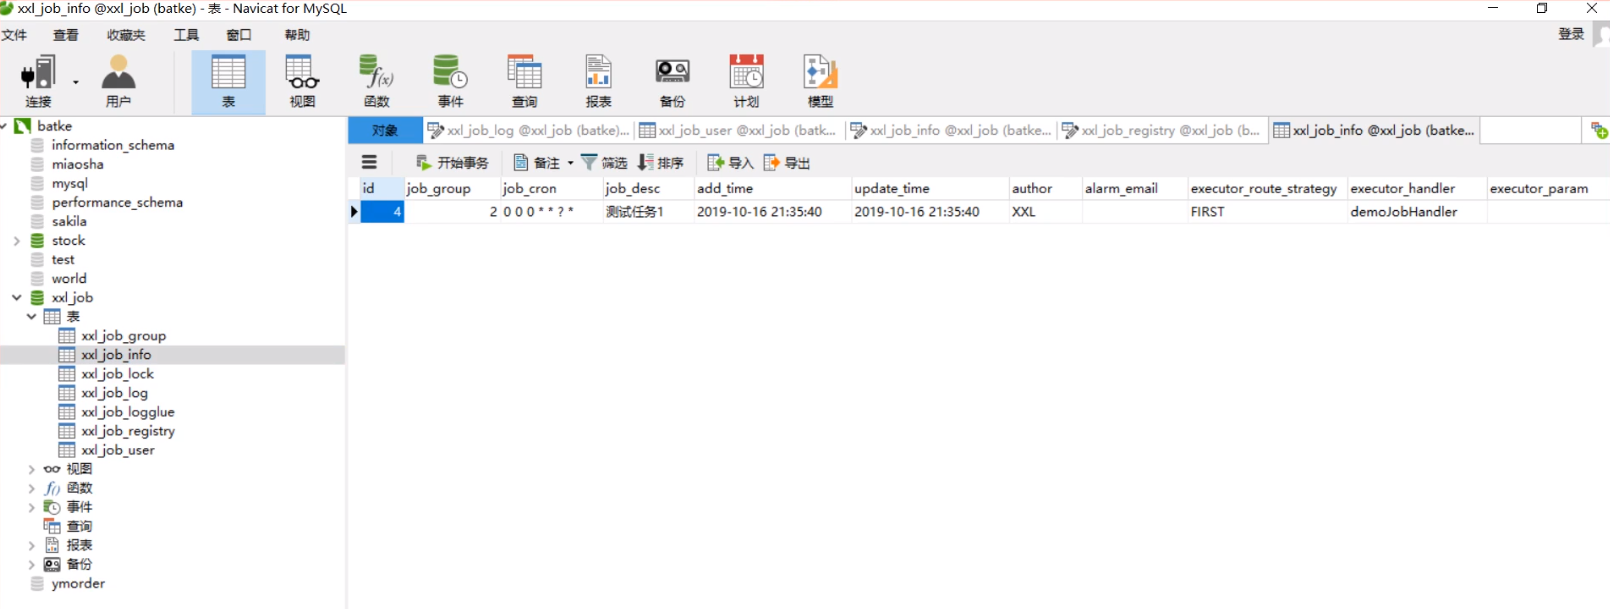 xxl_job_info @xxl_job (batke) - 表 - Navicat for MySQL
文件 查看 收藏夹 工具 窗口 帮助 登录
连接 用户 表 视图 函数 事件 查询 报表 备份 计划 模型
对象 xxl_job_log @xxl_job (batke)... xxl_job_user @xxl_job (batk... xxl_job_info @xxl_job (batke... xxl_job_registry @xxl_job (b... xxl_job_info @xxl_job (batke...
开始事务 备注 筛选 排序 导入 导出
id job_group job_cron job_desc add_time update_time author alarm_email executor_route_strategy executor_handler executor_param
4 2 0 0 0 * * ? * 测试任务1 2019-10-16 21:35:40 2019-10-16 21:35:40 XXL FIRST demoJobHandler
batke
information_schema
miaosha
mysql
performance_schema
sakila
stock
test
world
xxl_job
表
xxl_job_group
xxl_job_info
xxl_job_lock
xxl_job_log
xxl_job_logglue
xxl_job_registry
xxl_job_user
视图
函数
事件
查询
报表
备份
ymorder